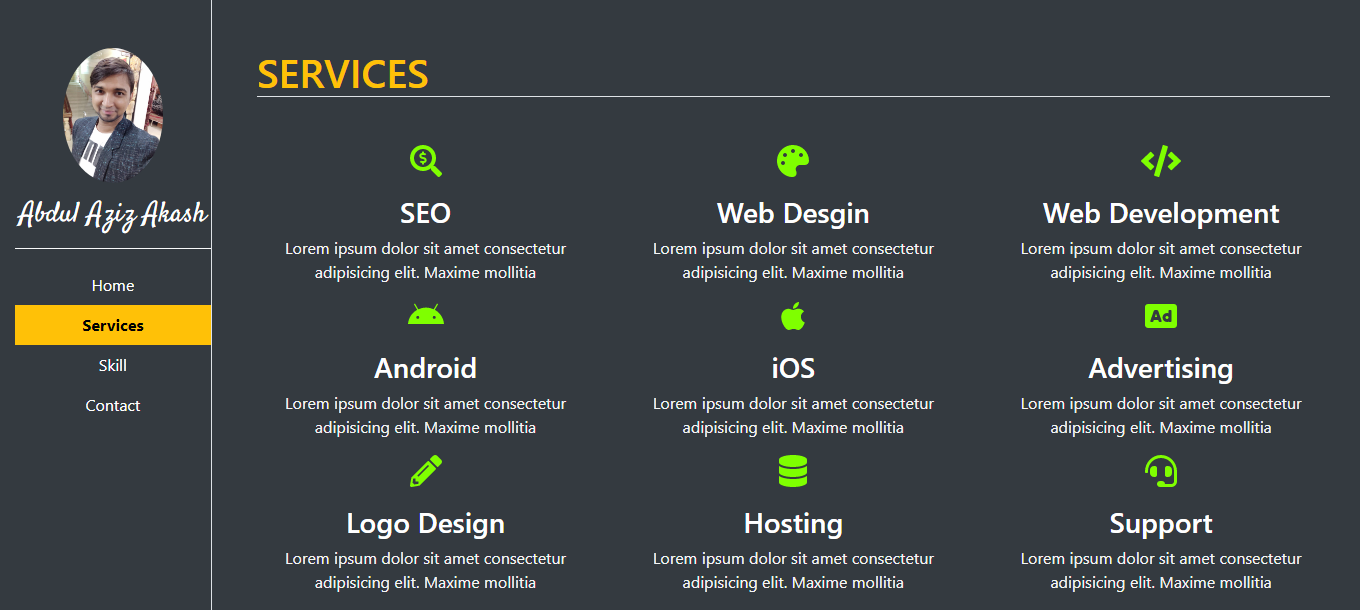 Abdul Aziz Akash
Home
Services
Skill
Contact
SERVICES
SEO
Lorem ipsum dolor sit amet consectetur
adipisicing elit. Maxime mollitia
Web Desgin
Lorem ipsum dolor sit amet consectetur
adipisicing elit. Maxime mollitia
Web Development
Lorem ipsum dolor sit amet consectetur
adipisicing elit. Maxime mollitia
Android
Lorem ipsum dolor sit amet consectetur
adipisicing elit. Maxime mollitia
iOS
Lorem ipsum dolor sit amet consectetur
adipisicing elit. Maxime mollitia
Ad
Advertising
Lorem ipsum dolor sit amet consectetur
adipisicing elit. Maxime mollitia
Logo Design
Lorem ipsum dolor sit amet consectetur
adipisicing elit. Maxime mollitia
Hosting
Lorem ipsum dolor sit amet consectetur
adipisicing elit. Maxime mollitia
Support
Lorem ipsum dolor sit amet consectetur
adipisicing elit. Maxime mollitia